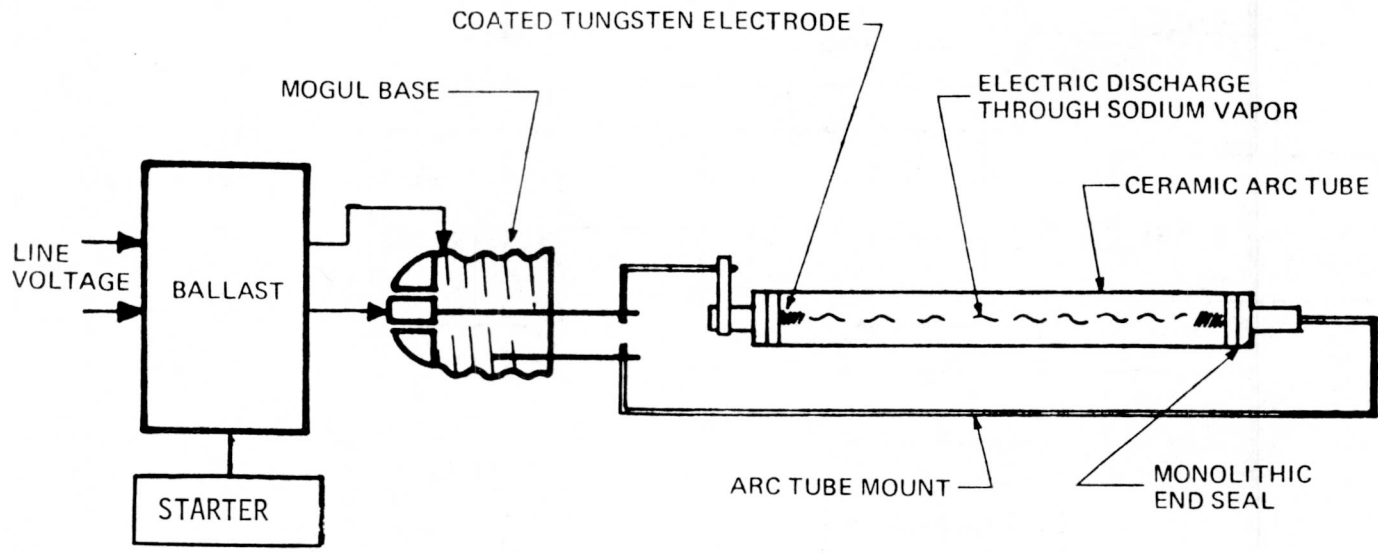 COATED TUNGSTEN ELECTRODE
MOGUL BASE
ELECTRIC DISCHARGE
THROUGH SODIUM VAPOR
CERAMIC ARC TUBE
LINE
VOLTAGE
BALLAST
STARTER
ARC TUBE MOUNT
MONOLITHIC
END SEAL